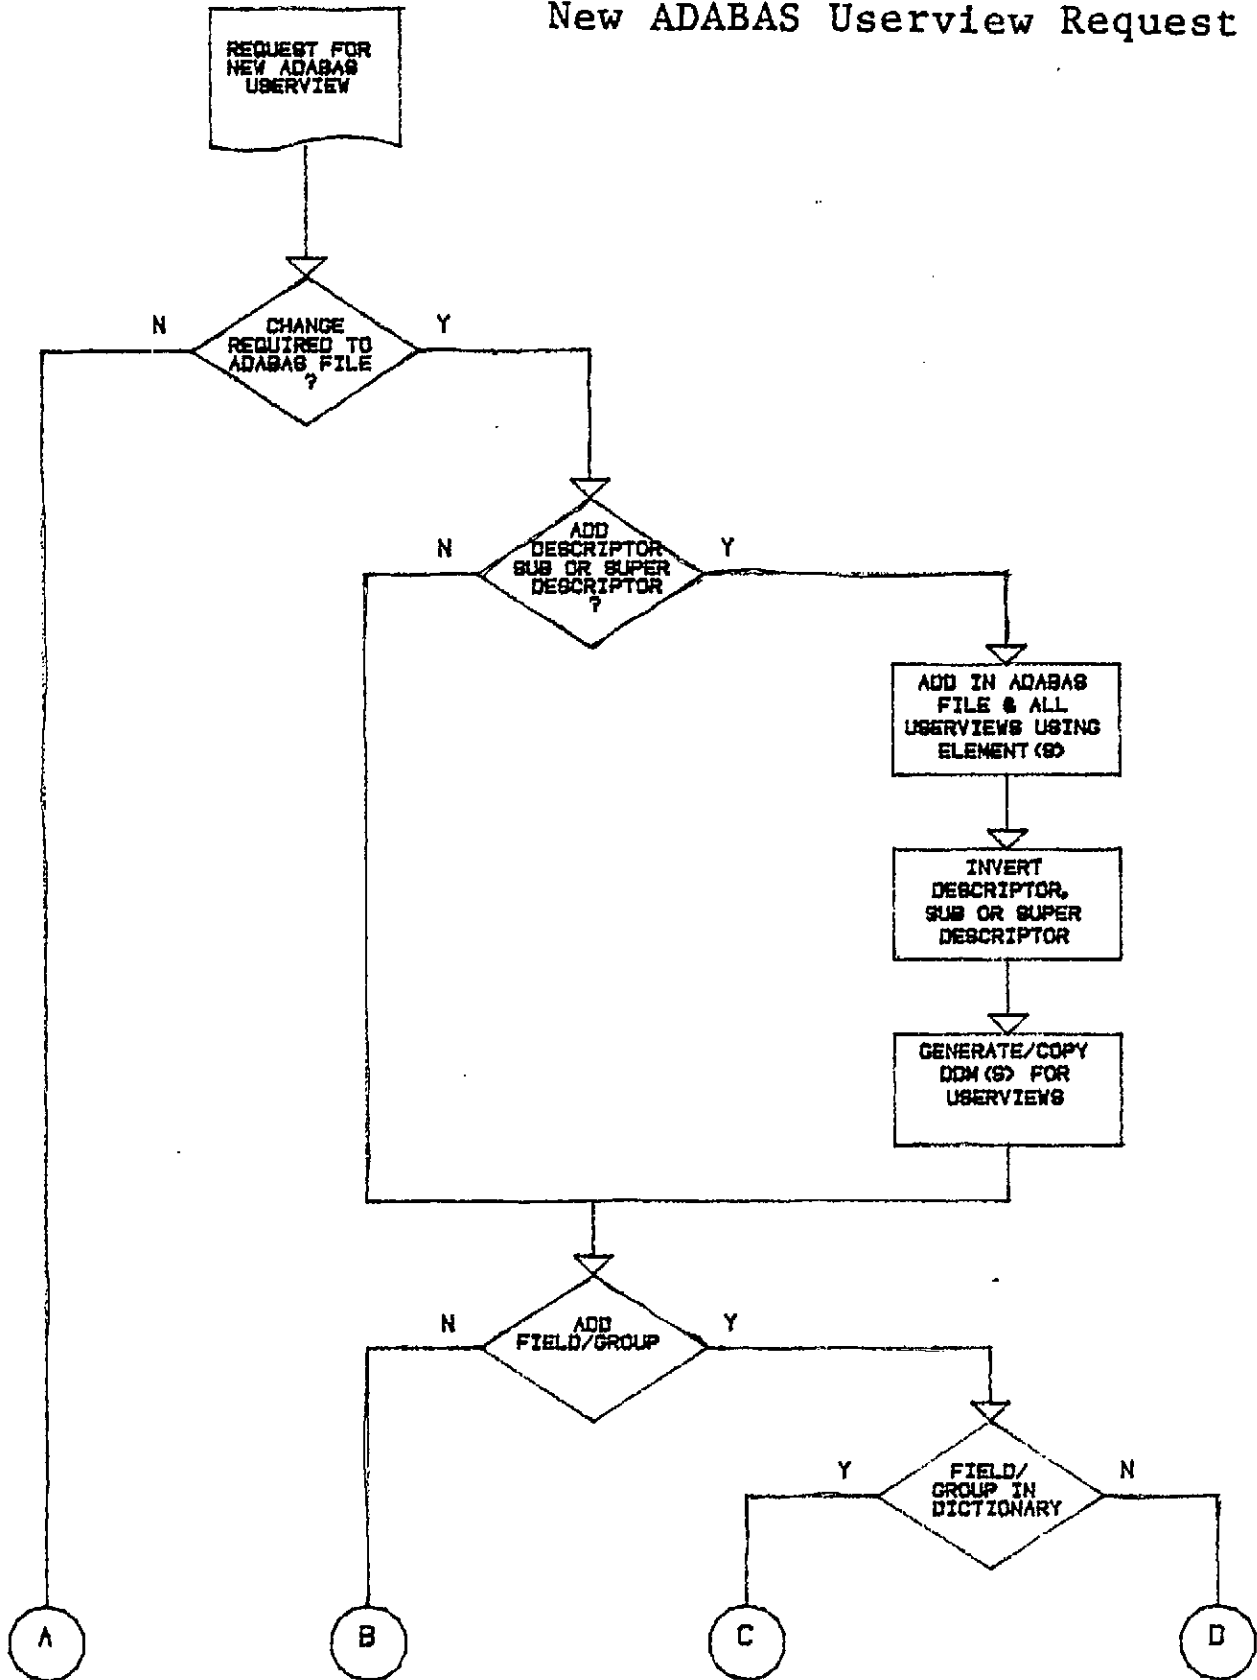 New ADABAS Userview Request
REQUEST FOR
NEW ADABAS
USERVIEW
N
Y
CHANGE
REQUIRED TO
ADABAS FILE
?
N
Y
ADD
DESCRIPTOR
SUB OR SUPER
DESCRIPTOR
?
ADD IN ADABAS
FILE & ALL
USERVIEWS USING
ELEMENT(S)
INVERT
DESCRIPTOR,
SUB OR SUPER
DESCRIPTOR
GENERATE/COPY
DDM(S) FOR
USERVIEWS
N
Y
ADD
FIELD/GROUP
Y
N
FIELD/
GROUP IN
DICTIONARY
A
B
C
D